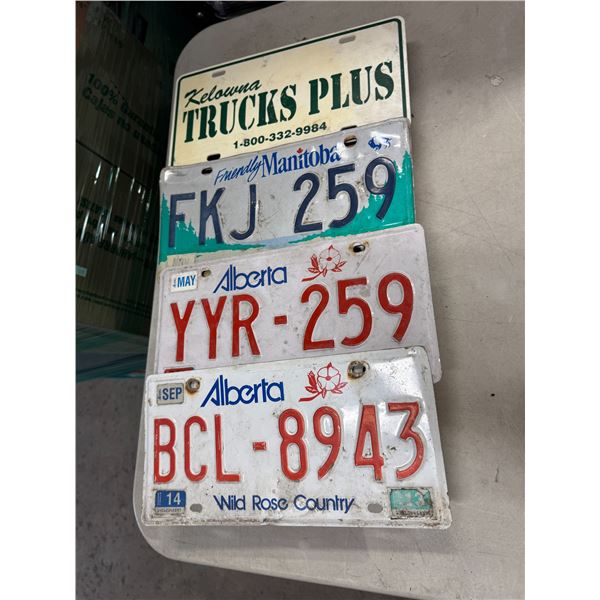 Kelowna
TRUCKS PLUS
1-800-332-9984
Friendly Manitoba
FKJ 259
MAY Alberta
YYR-259
SEP Alberta
BCL-8943
14 Wild Rose Country
100%